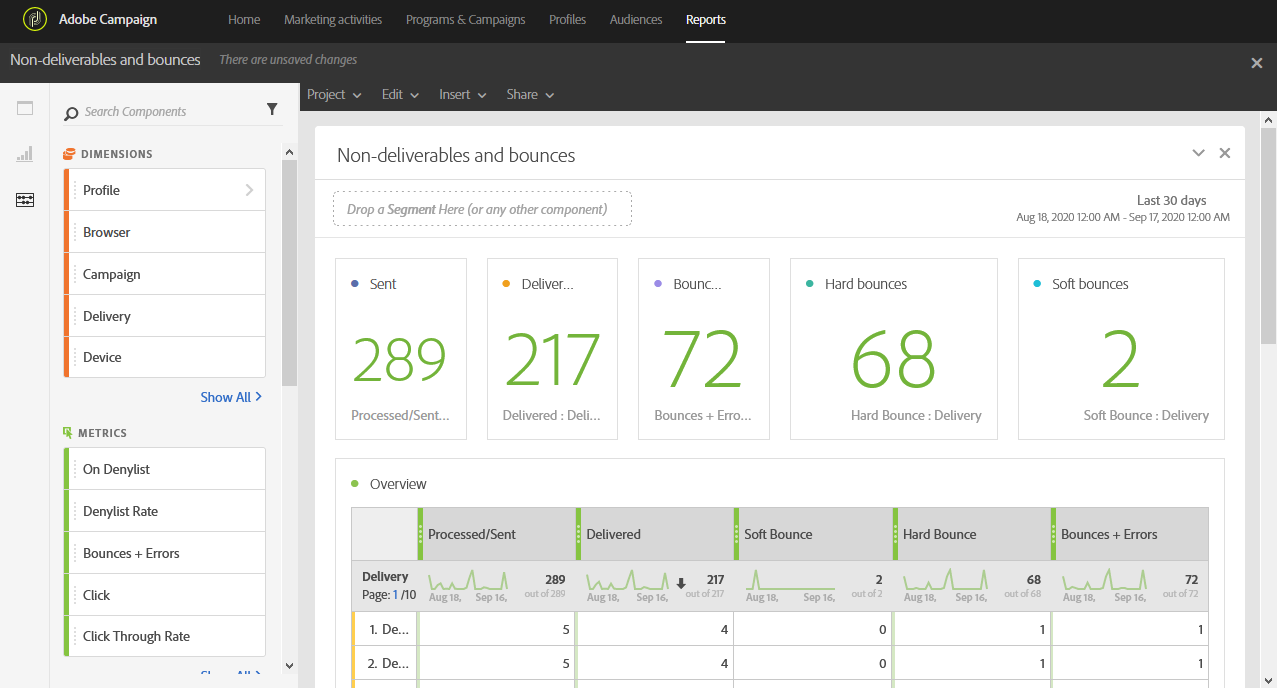 Adobe Campaign Home Marketing activities Programs & Campaigns Profiles Audiences Reports
Non-deliverables and bounces There are unsaved changes
Project Edit Insert Share
Search Components
DIMENSIONS
Profile
Browser
Campaign
Delivery
Device
Show All
METRICS
On Denylist
Denylist Rate
Bounces + Errors
Click
Click Through Rate
Non-deliverables and bounces
Drop a Segment Here (or any other component)
Last 30 days
Aug 18, 2020 12:00 AM - Sep 17, 2020 12:00 AM
Sent
289
Processed/Sent...
Deliver...
217
Delivered : Deli...
Bounc...
72
Bounces + Erro...
Hard bounces
68
Hard Bounce : Delivery
Soft bounces
2
Soft Bounce : Delivery
Overview
Processed/Sent Delivered Soft Bounce Hard Bounce Bounces + Errors
Delivery 289 217 2 68 72
Page: 1 /10 out of 289 out of 217 out of 2 out of 68 out of 72
Aug 18, Sep 16, Aug 18, Sep 16, Aug 18, Sep 16, Aug 18, Sep 16, Aug 18, Sep 16,
1. De... 5 4 0 1 1
2. De... 5 4 0 1 1